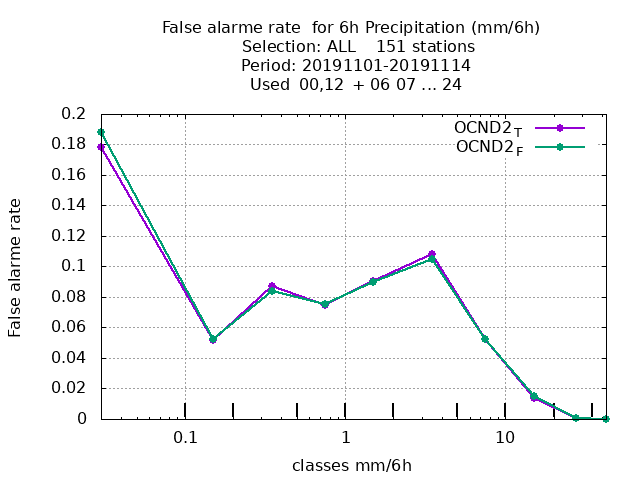 False alarme rate  for 6h Precipitation (mm/6h)
Selection: ALL    151 stations
Period: 20191101-20191114
Used  00,12  + 06 07 ... 24
OCND2_T
OCND2_F
0.2
0.18
0.16
0.14
0.12
0.1
0.08
0.06
0.04
0.02
0
False alarme rate
0.1
1
10
classes mm/6h